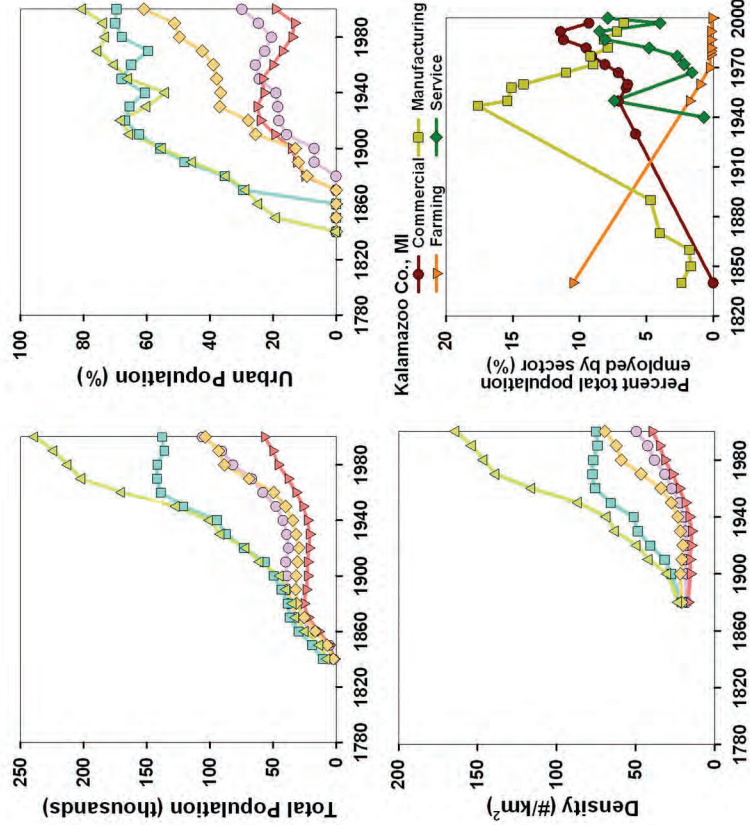 Total Population (thousands)
250
200
150
100
50
0
1780 1820 1860 1900 1940 1980
Urban Population (%)
100
80
60
40
20
0
1780 1820 1860 1900 1940 1980
Density (#/km²)
200
150
100
50
0
1780 1820 1860 1900 1940 1980
Kalamazoo Co., MI
Commercial Manufacturing
Farming Service
Percent total population
employed by sector (%)
20
15
10
5
0
1820 1850 1880 1910 1940 1970 2000